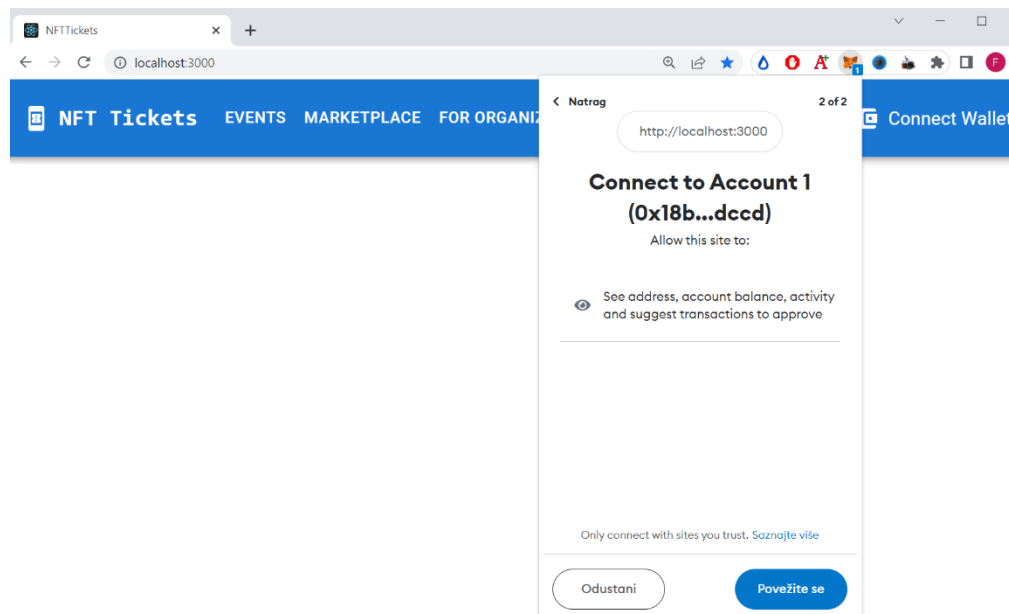 NFTTickets
localhost:3000
F
1
NFT Tickets
EVENTS MARKETPLACE FOR ORGANIZ
Connect Wallet
Natrag
2 of 2
http://localhost:3000
Connect to Account 1
(0x18b...dccd)
Allow this site to:
See address, account balance, activity
and suggest transactions to approve
Only connect with sites you trust. Saznajte više
Odustani
Povežite se